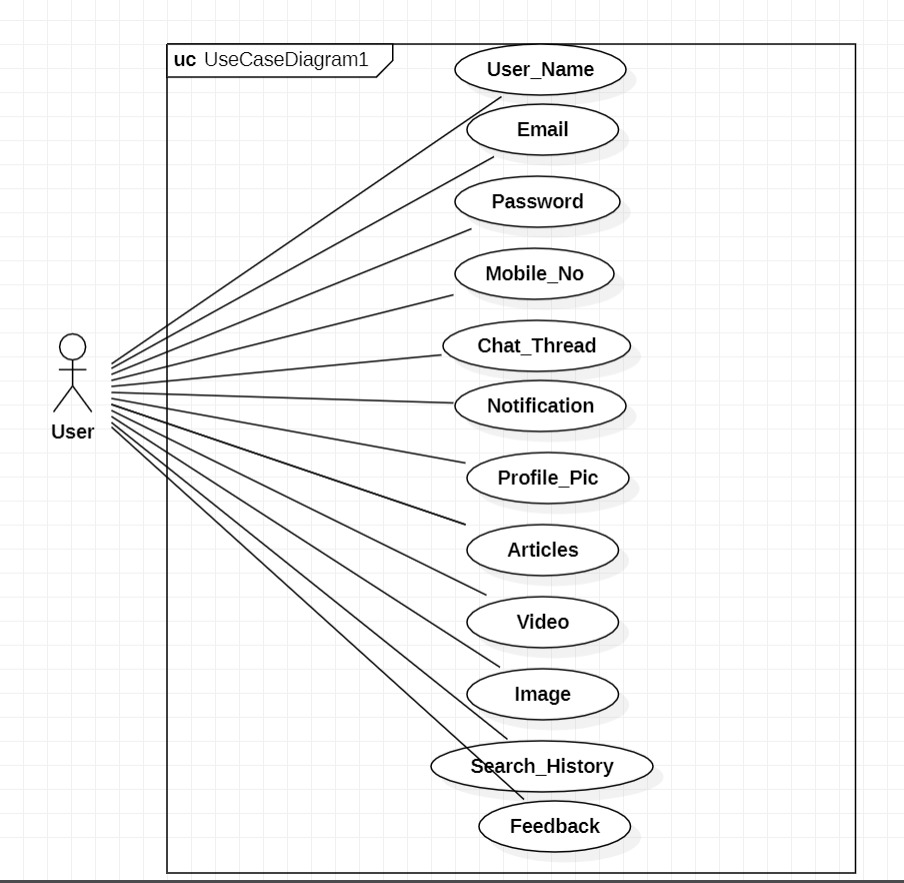 uc UseCaseDiagram1
User_Name
Email
Password
Mobile_No
Chat_Thread
Notification
User
Profile_Pic
Articles
Video
Image
Search_History
Feedback